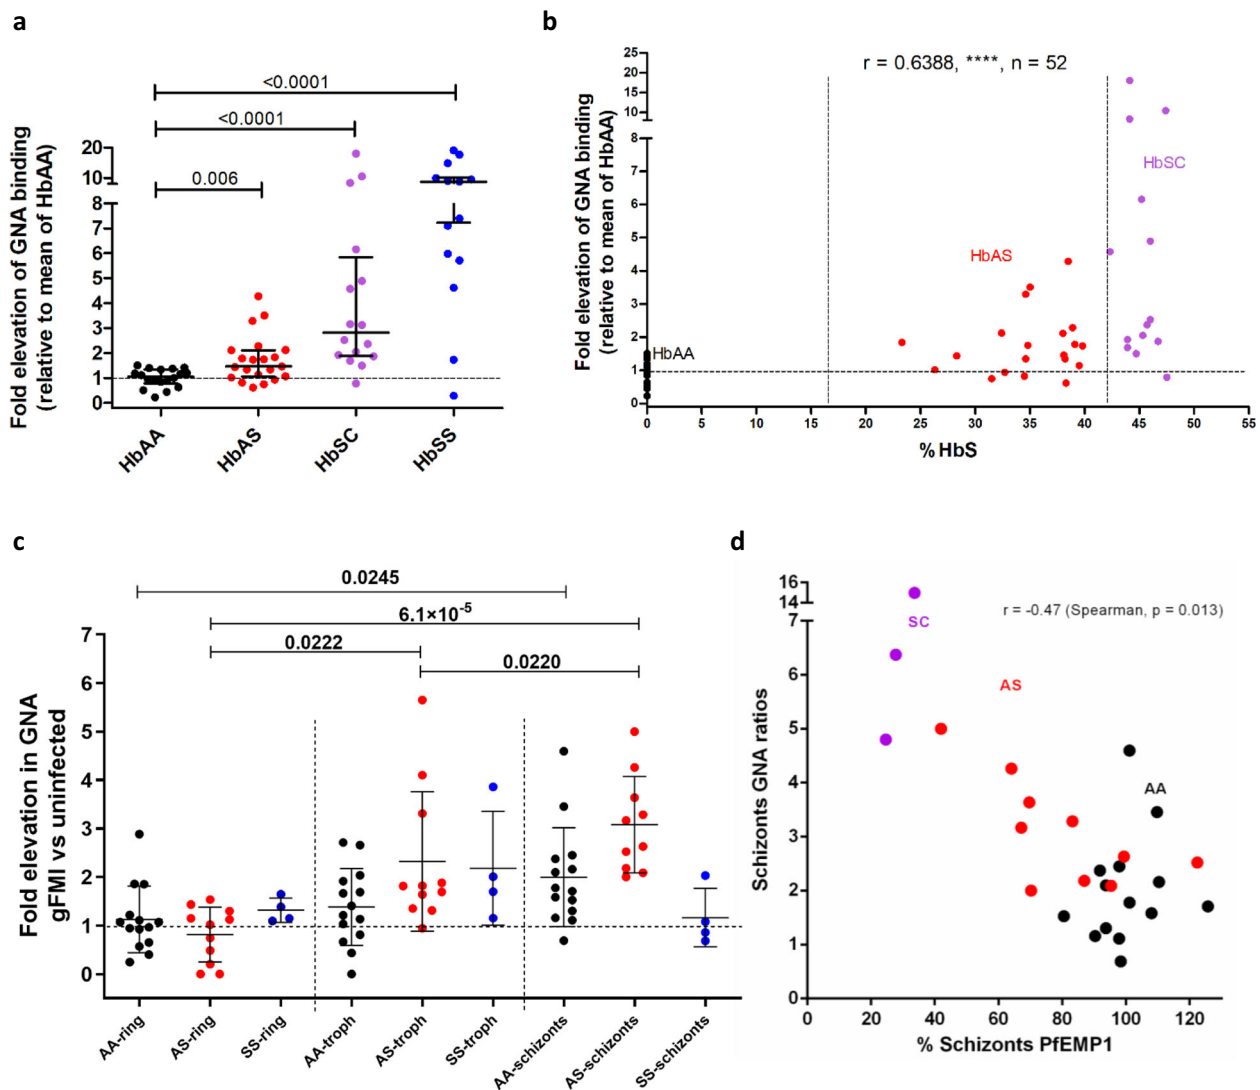 a
Fold elevation of GNA binding
(relative to mean of HbAA)
<0.0001
<0.0001
0.006
20
10
8
7
6
5
4
3
2
1
0
HbAA
HbAS
HbSC
HbSS
b
Fold elevation of GNA binding
(relative to mean of HbAA)
r = 0.6388, ****, n = 52
25
20
15
10
8
7
6
5
4
3
2
1
0
HbAA
HbAS
HbSC
0 5 10 15 20 25 30 35 40 45 50 55
% HbS
c
Fold elevation in GNA
gFMI vs uninfected
0.0245
6.1×10-5
0.0222
0.0220
7
6
5
4
3
2
1
0
AA-ring
AS-ring
SS-ring
AA-troph
AS-troph
SS-troph
AA-schizonts
AS-schizonts
SS-schizonts
d
Schizonts GNA ratios
r = -0.47 (Spearman, p = 0.013)
16
14
7
6
5
4
3
2
1
0
SC
AS
AA
0 20 40 60 80 100 120
% Schizonts PfEMP1